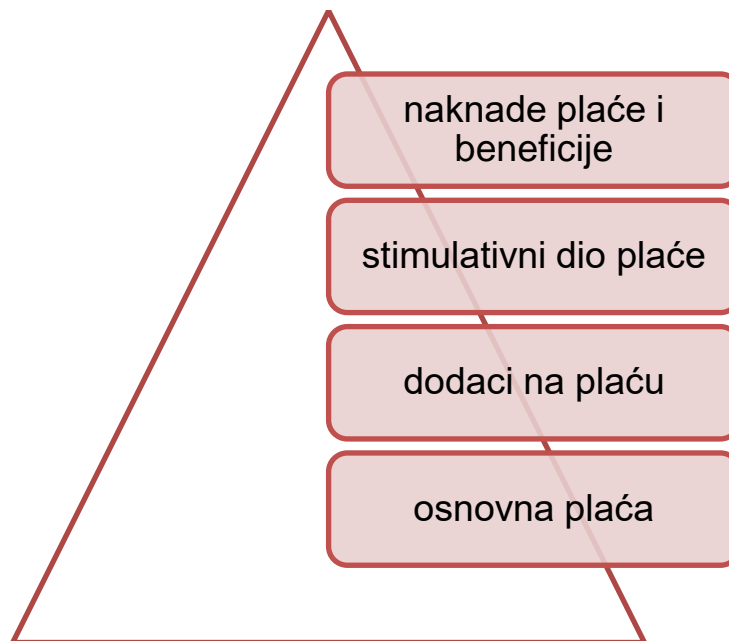 naknade plaće i
beneficije
stimulativni dio plaće
dodaci na plaću
osnovna plaća